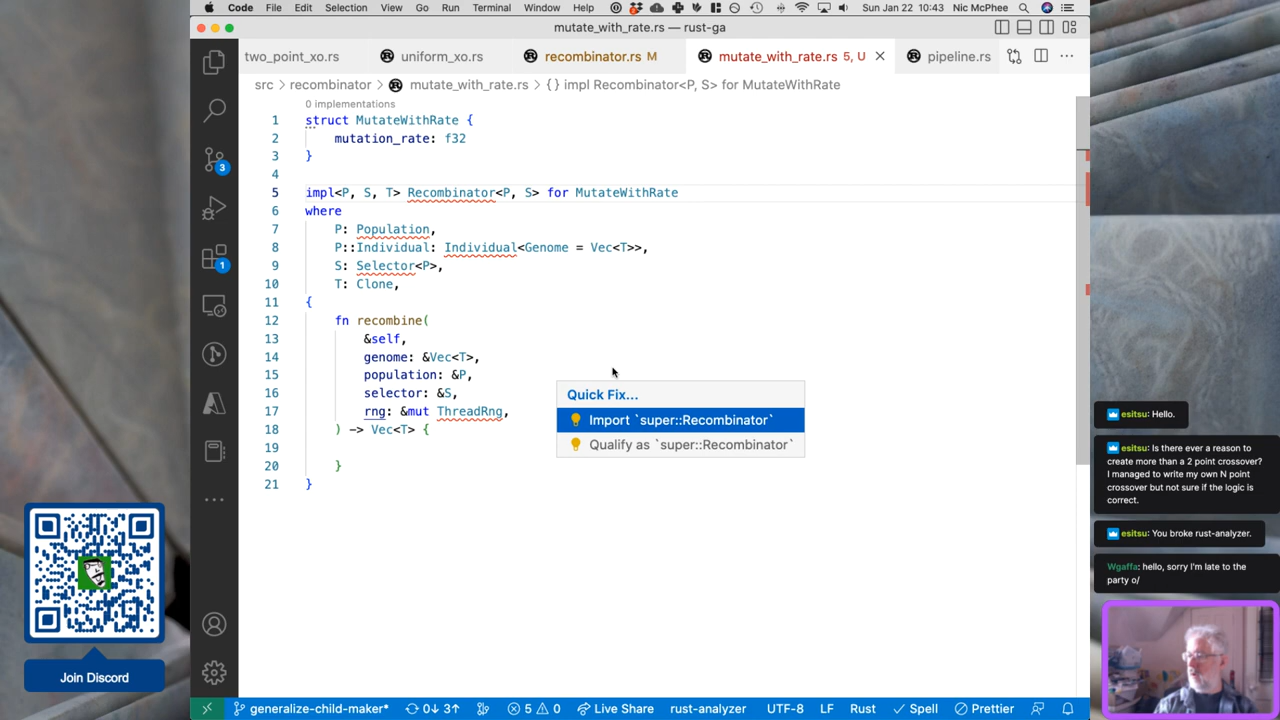 Code File Edit Selection View Go Run Terminal Window Help Sun Jan 22 10:43 Nic McPhee
mutate_with_rate.rs — rust-ga
two_point_xo.rs uniform_xo.rs recombinator.rs M mutate_with_rate.rs 5, U pipeline.rs
src > recombinator > mutate_with_rate.rs > {} impl Recombinator<P, S> for MutateWithRate
0 implementations
1 struct MutateWithRate {
2 mutation_rate: f32
3 }
4
5 impl<P, S, T> Recombinator<P, S> for MutateWithRate
6 where
7 P: Population,
8 P::Individual: Individual<Genome = Vec<T>>,
9 S: Selector<P>,
10 T: Clone,
11 {
12 fn recombine(
13 &self,
14 genome: &Vec<T>,
15 population: &P,
16 selector: &S,
17 rng: &mut ThreadRng,
18 ) -> Vec<T> {
19
20 }
21 }
Quick Fix...
Import `super::Recombinator`
Qualify as `super::Recombinator`
3
1
esitsu: Hello.
esitsu: Is there ever a reason to
create more than a 2 point crossover?
I managed to write my own N point
crossover but not sure if the logic is
correct.
esitsu: You broke rust-analyzer.
Wgaffa: hello, sorry I'm late to the
party o/
Join Discord
generalize-child-maker* 0↓ 3↑ 5 0 Live Share rust-analyzer UTF-8 LF Rust Spell Prettier